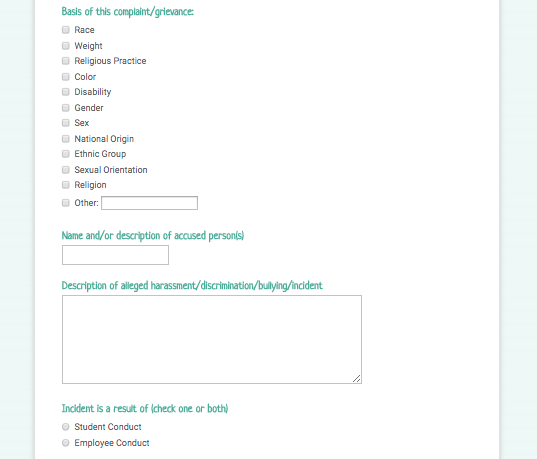 Basis of this complaint/grievance:
Race
Weight
Religious Practice
Color
Disability
Gender
Sex
National Origin
Ethnic Group
Sexual Orientation
Religion
Other:
Name and/or description of accused person(s)
Description of alleged harassment/discrimination/bullying/incident
Incident is a result of (check one or both)
Student Conduct
Employee Conduct